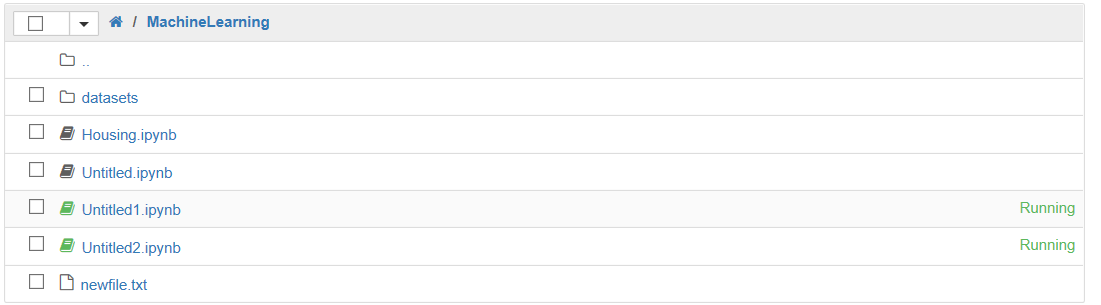 / MachineLearning
..
datasets
Housing.ipynb
Untitled.ipynb
Untitled1.ipynb Running
Untitled2.ipynb Running
newfile.txt